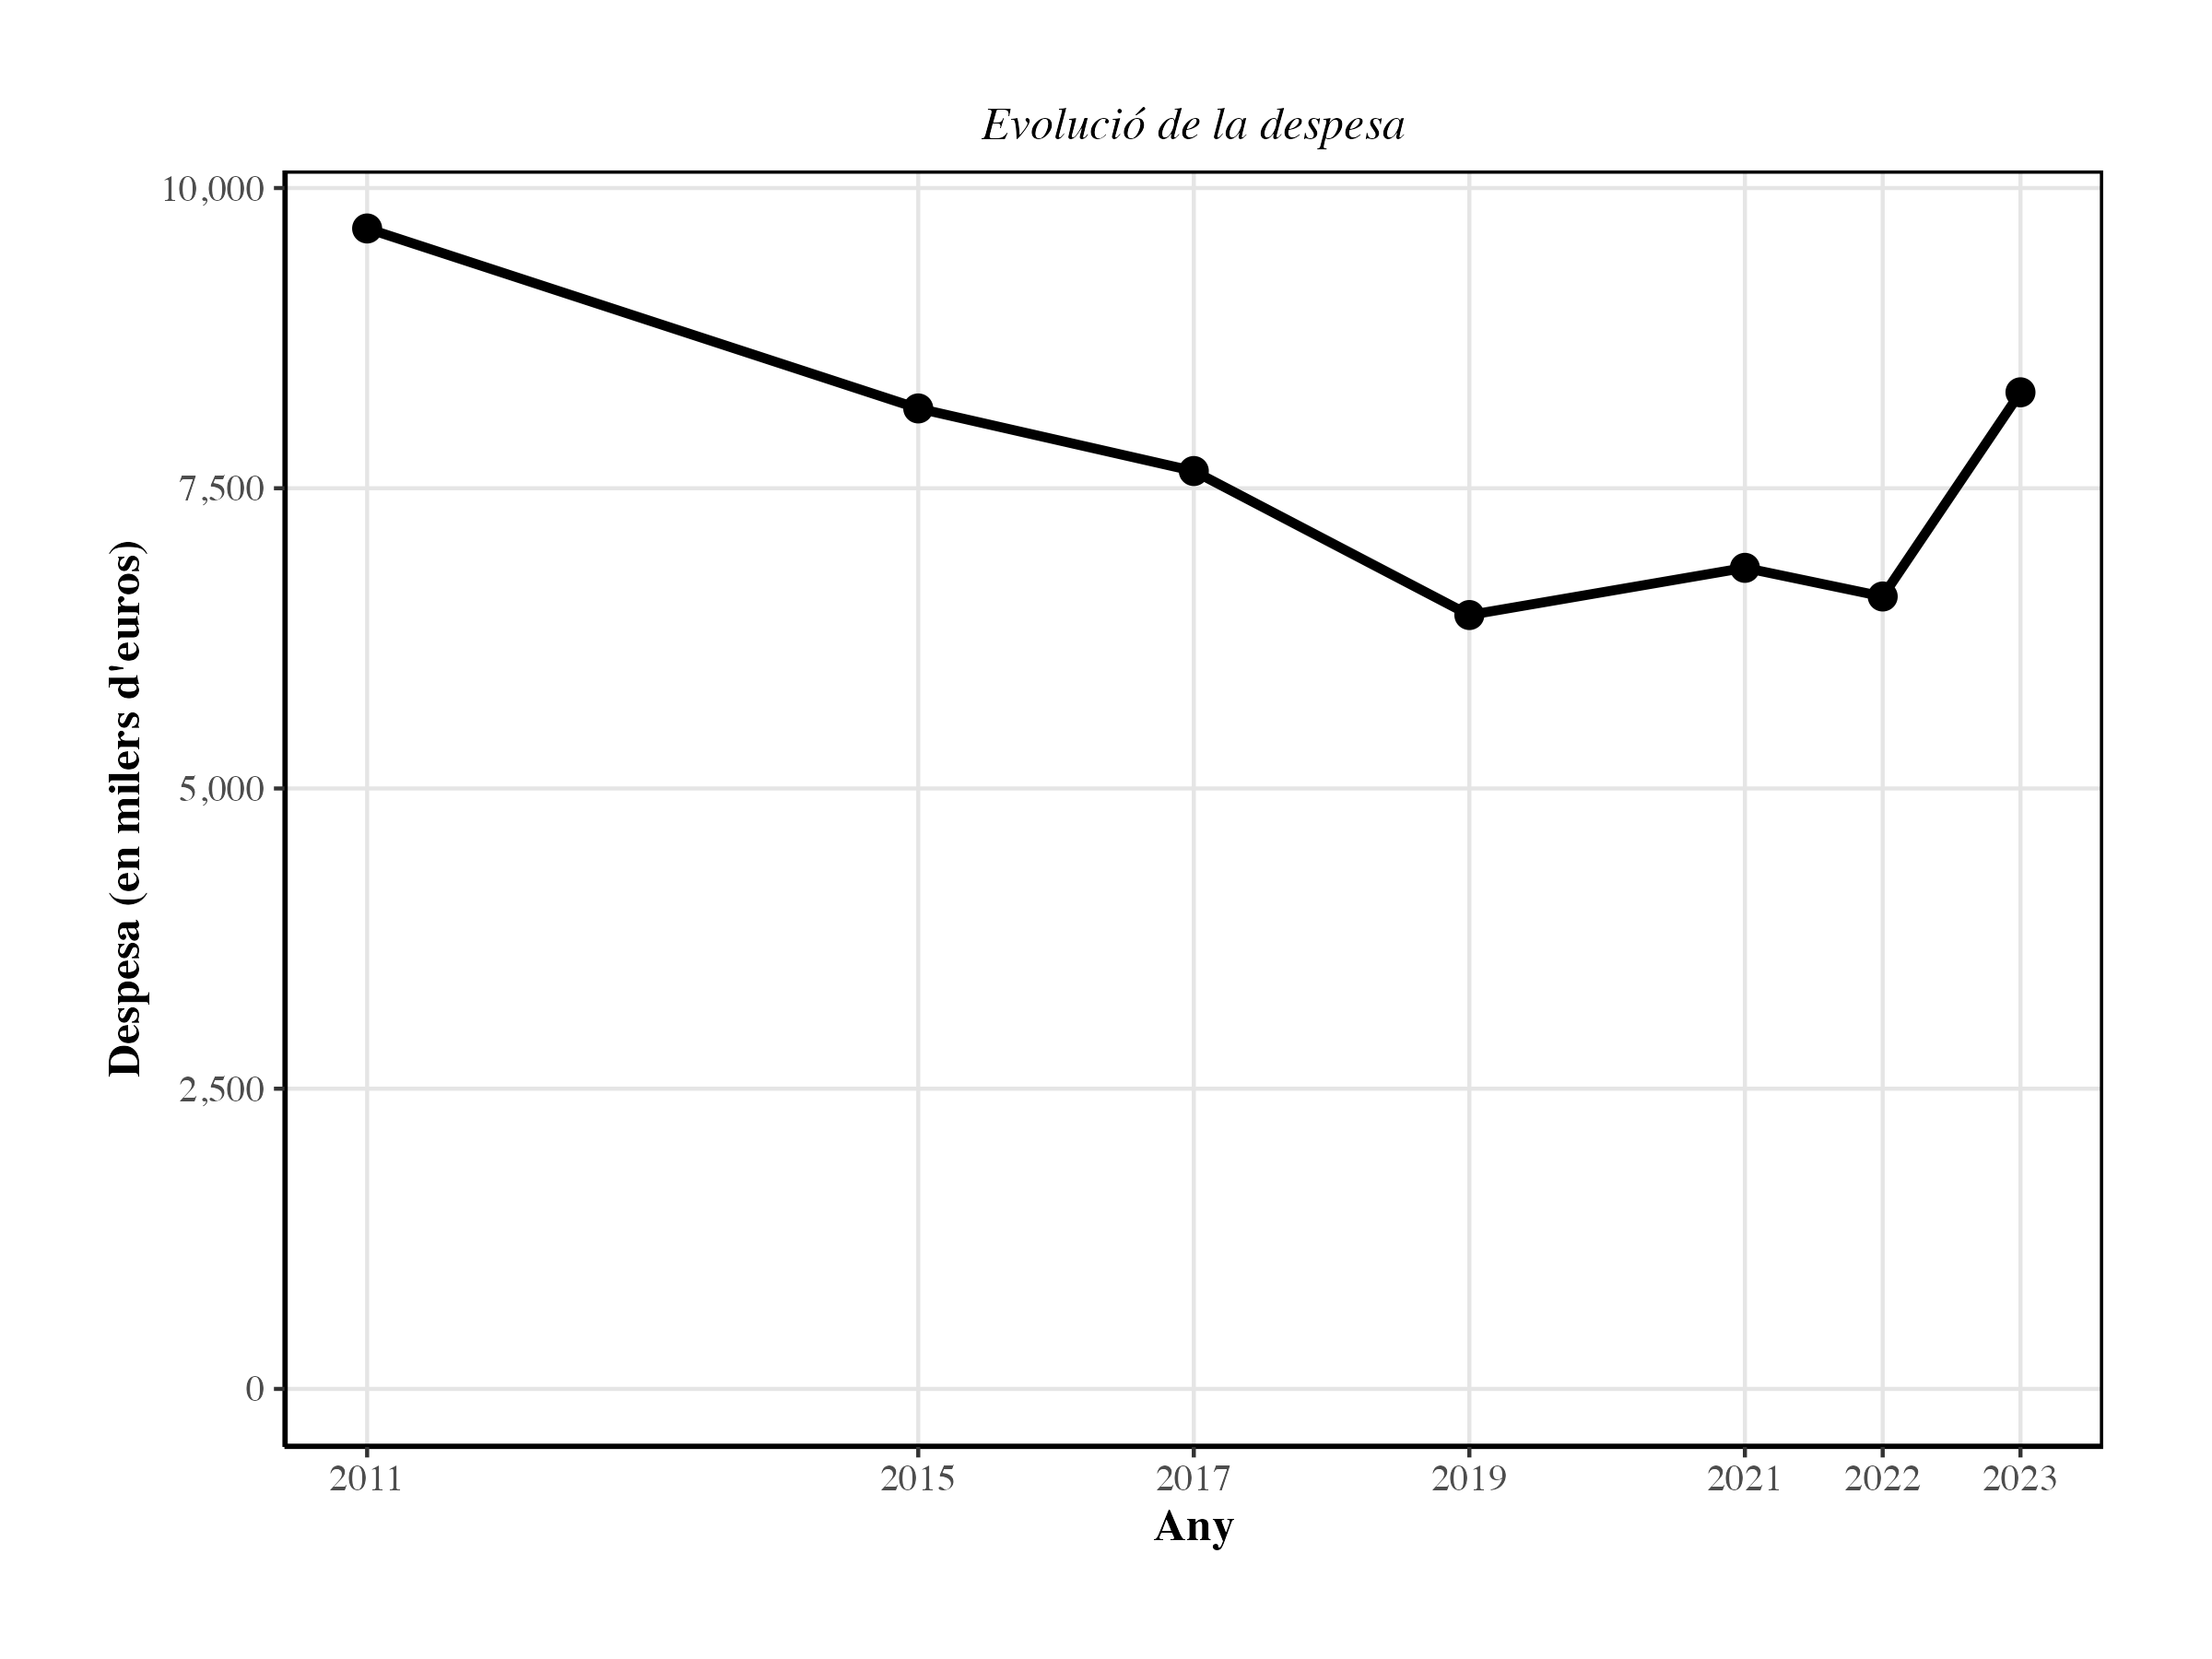 Evolució de la despesa
10,000
7,500
5,000
2,500
0
Despesa (en milers d'euros)
2011 2015 2017 2019 2021 2022 2023
Any